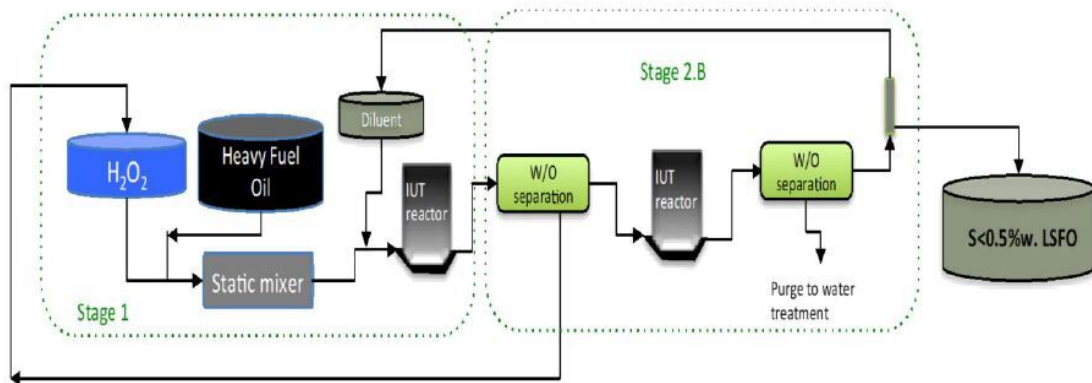 Stage 2.B
Diluent
Heavy Fuel
Oil
H₂O₂
IUT
reactor
W/O
separation
IUT
reactor
W/O
separation
S<0.5%w. LSFO
Static mixer
Stage 1
Purge to water
treatment